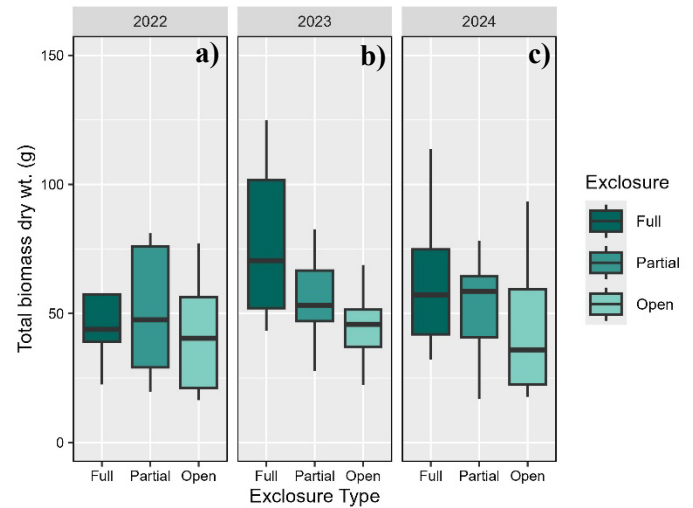 2022 2023 2024
a) b) c)
150
100
50
0
Total biomass dry wt. (g)
Full Partial Open Full Partial Open Full Partial Open
Exclosure Type
Exclosure
Full
Partial
Open